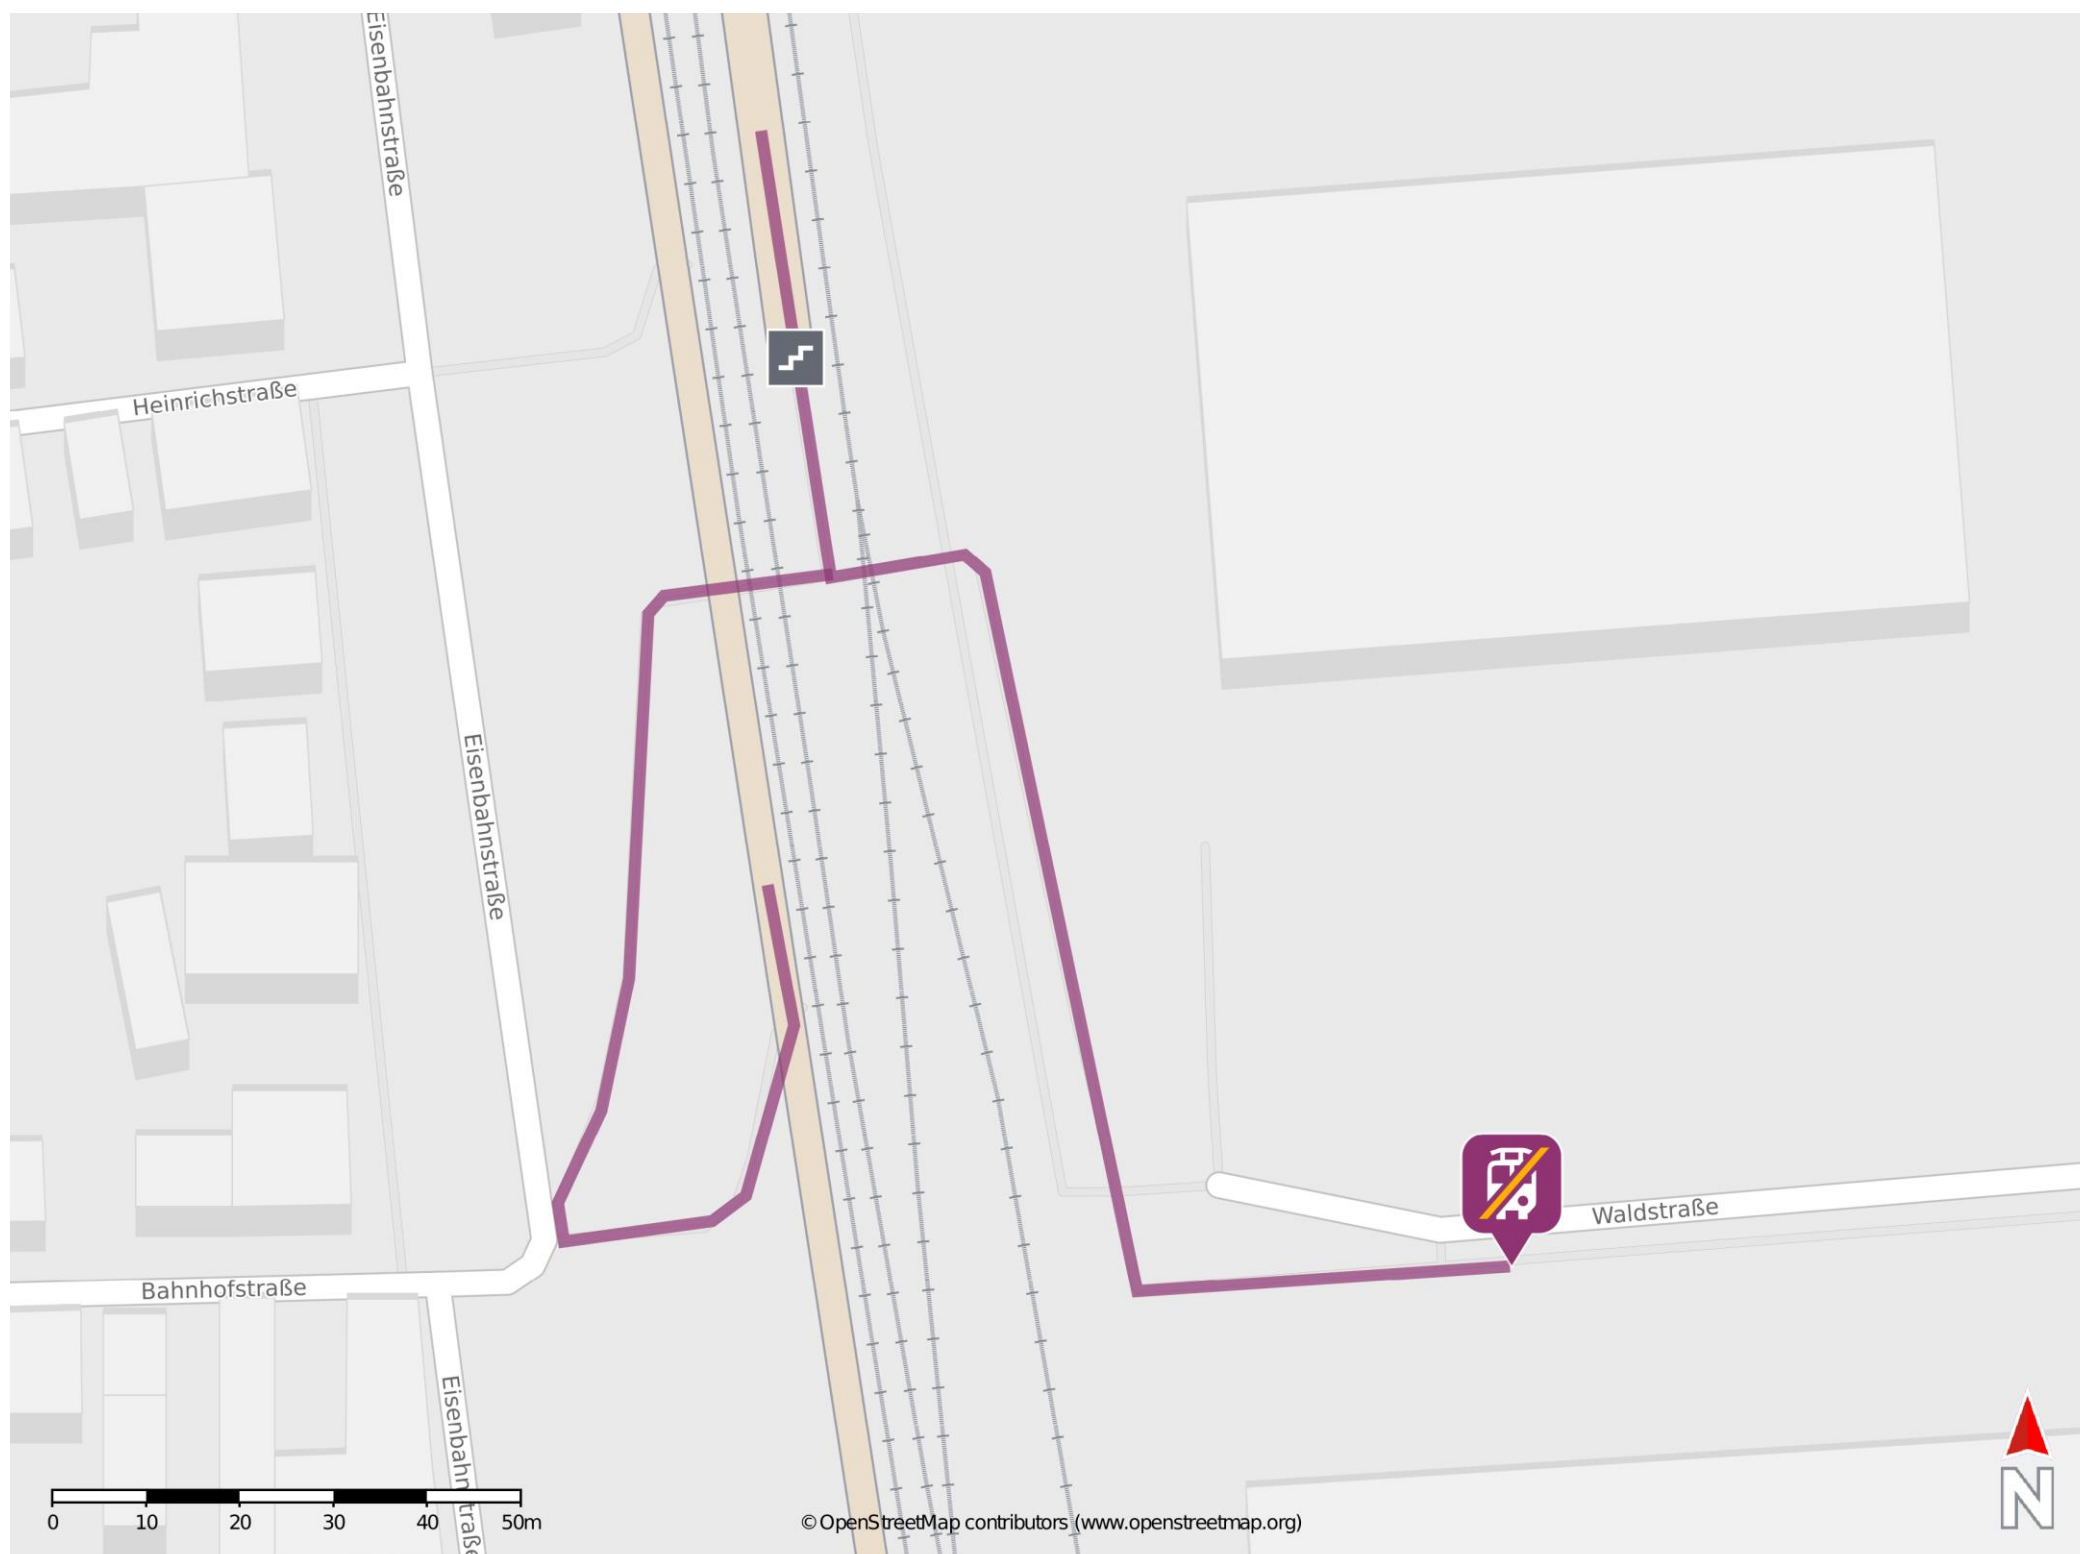 Eisenbahnstraße
Heinrichstraße
Eisenbahnstraße
Waldstraße
Bahnhofstraße
Eisenbahnstraße
0 10 20 30 40 50m
© OpenStreetMap contributors (www.openstreetmap.org)
N